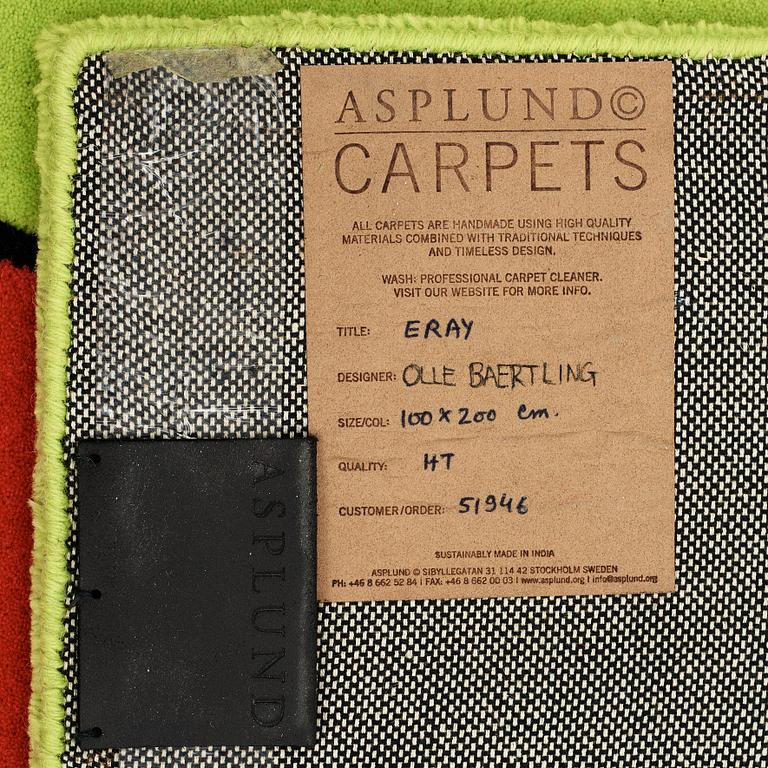 ASPLUND©
CARPETS
ALL CARPETS ARE HANDMADE USING HIGH QUALITY
MATERIALS COMBINED WITH TRADITIONAL TECHNIQUES
AND TIMELESS DESIGN.
WASH: PROFESSIONAL CARPET CLEANER.
VISIT OUR WEBSITE FOR MORE INFO.
TITLE: ERAY
DESIGNER: OLLE BAERTLING
SIZE/COL: 100 x 200 cm.
QUALITY: HT
CUSTOMER/ORDER: 51946
SUSTAINABLY MADE IN INDIA
ASPLUND © SIBYLLEGATAN 31 114 42 STOCKHOLM SWEDEN
PH: +46 8 662 52 84 | FAX: +46 8 662 00 03 | www.asplund.org | info@asplund.org
ASPLUND